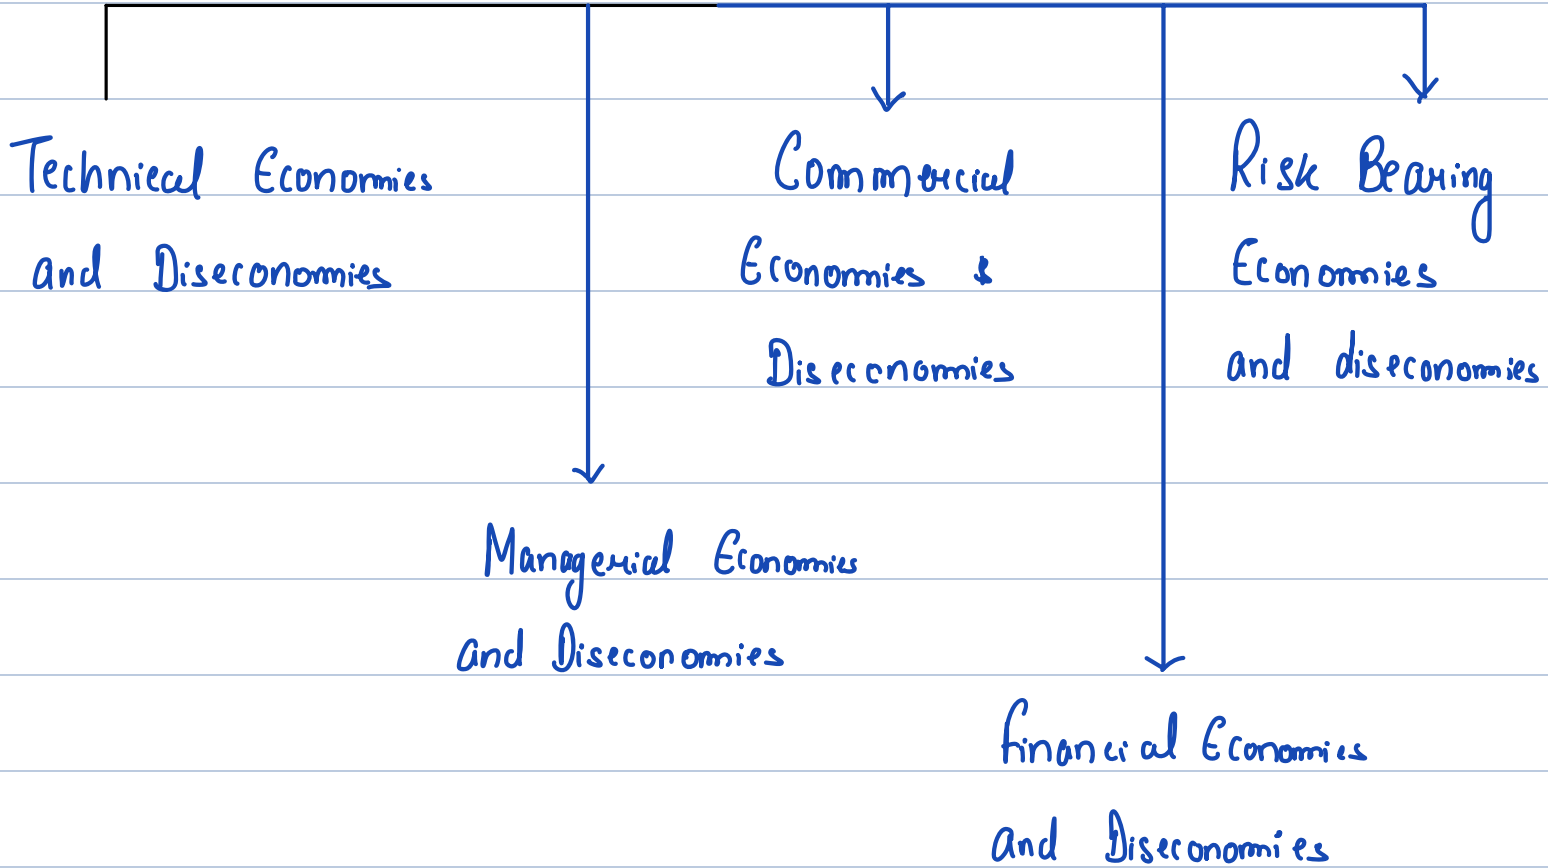 Technical Economies
and Diseconomies
Managerial Economies
and Diseconomies
Commercial
Economies &
Diseconomies
Financial Economies
and Diseconomies
Risk Bearing
Economies
and diseconomies